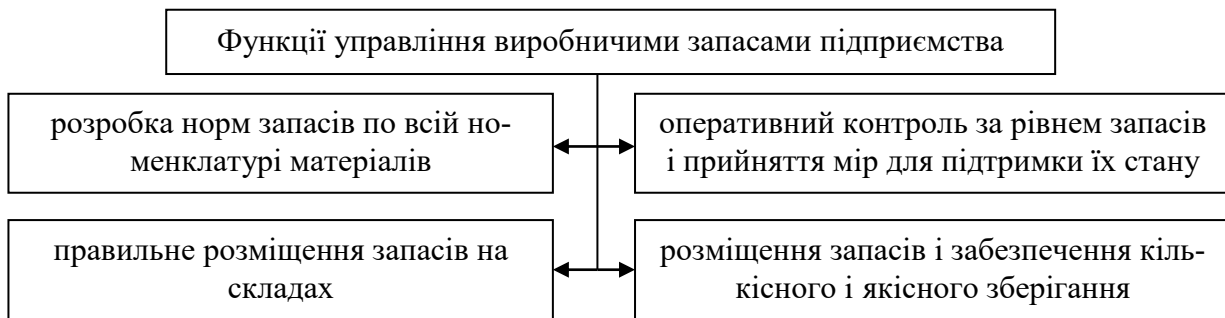 Функції управління виробничими запасами підприємства
розробка норм запасів по всій но-
менклатурі матеріалів
оперативний контроль за рівнем запасів
і прийняття мір для підтримки їх стану
правильне розміщення запасів на
складах
розміщення запасів і забезпечення кіль-
кісного і якісного зберігання